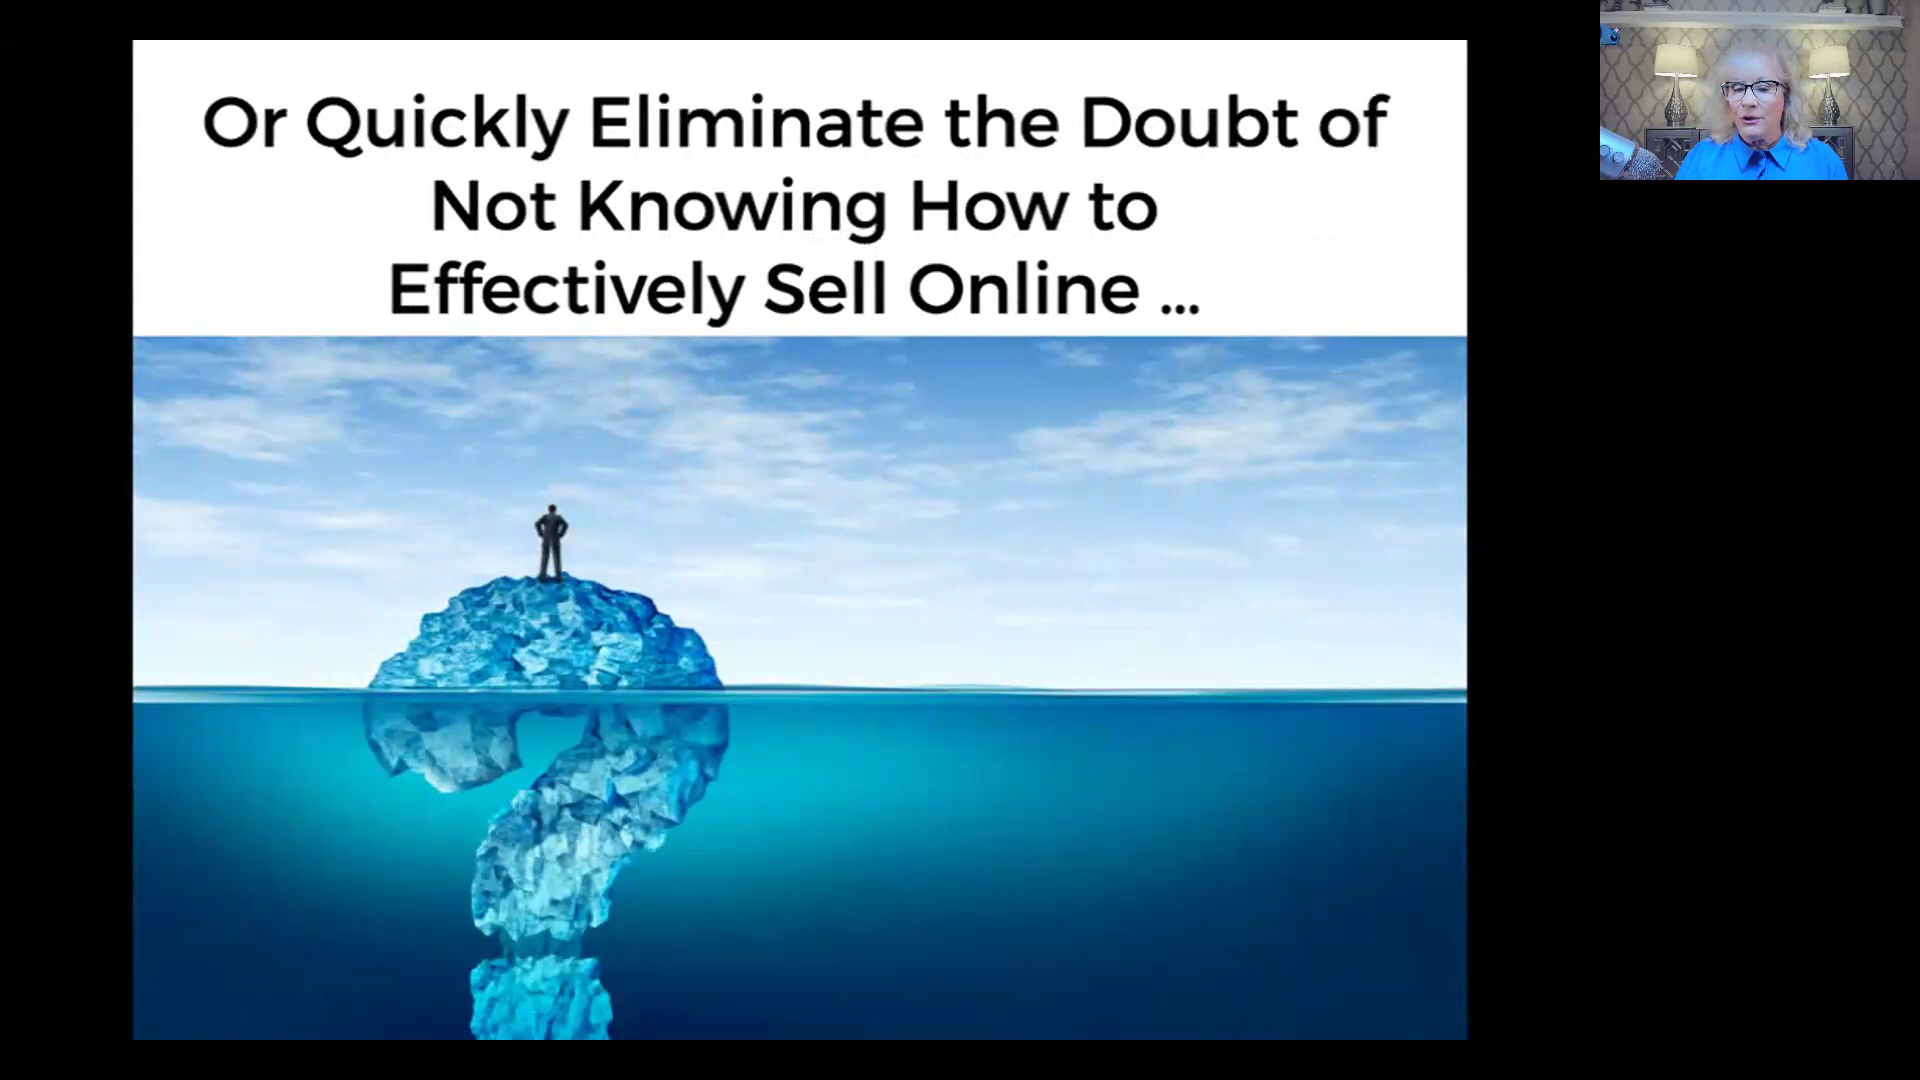 Or Quickly Eliminate the Doubt of
Not Knowing How to
Effectively Sell Online ...